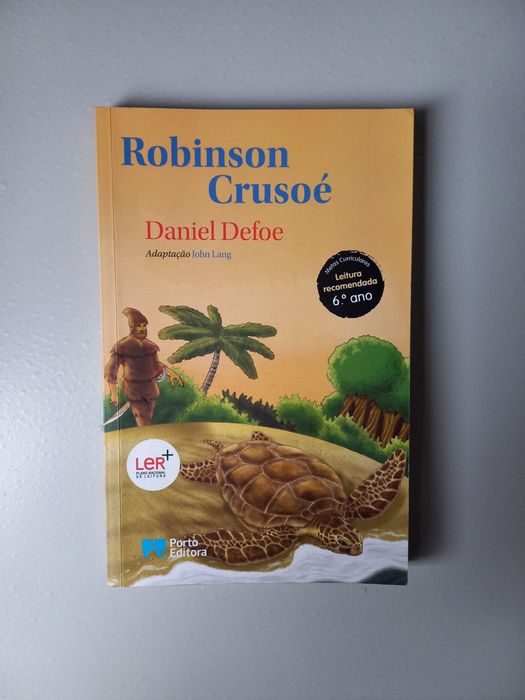 Robinson
Crusoé
Daniel Defoe
Adaptação John Lang
Metas Curriculares
Leitura
recomendada
6.º ano
LeR+
PLANO NACIONAL
DE LEITURA
Porto
Editora